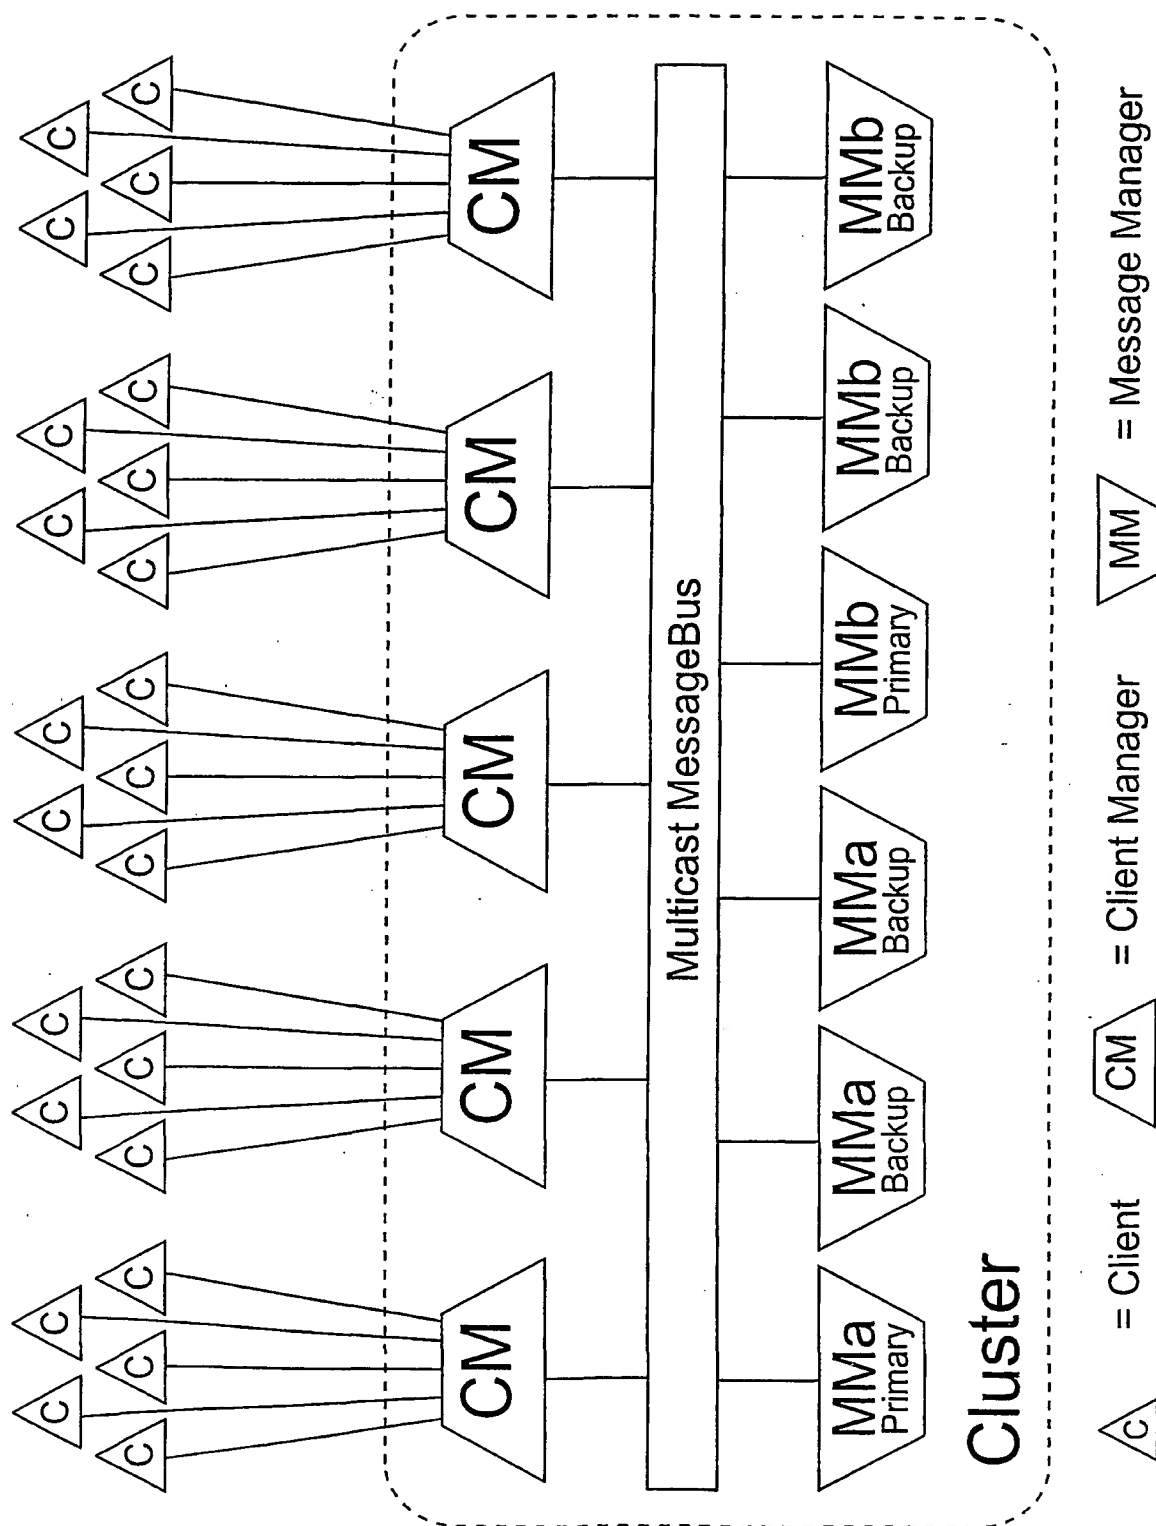 C C C C C C C C C C
C C C C C C C C C C C C C C C
CM CM CM CM CM
Multicast MessageBus
MMa MMa MMa MMb MMb MMb
Primary Backup Backup Primary Backup Backup
Cluster
C = Client CM = Client Manager MM = Message Manager